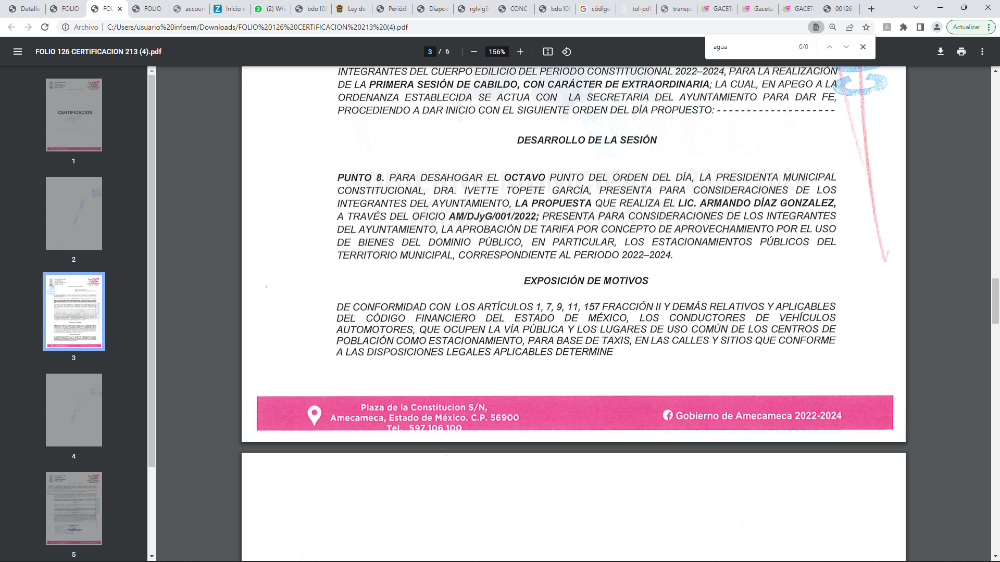 Detalle
FOLIO
FOL
FOLIO
accoun
Inicio d
(2) Wha
bdo108
Ley de
Periódi
Diapos
rglvig3
CONC
bdo108
código
tol-pdf
transpa
GACETA
Gaceta
GACETA
00126
Archivo
C:/Users/usuario%20infoem/Downloads/FOLIO%20126%20CERTIFICACION%20213%20(4).pdf
Actualizar
FOLIO 126 CERTIFICACION 213 (4).pdf
3 / 6
156%
agua
0/0
CERTIFICACIÓN
1
2
3
4
5
INTEGRANTES DEL CUERPO EDILICIO DEL PERIODO CONSTITUCIONAL 2022–2024, PARA LA REALIZACIÓN
DE LA PRIMERA SESIÓN DE CABILDO, CON CARÁCTER DE EXTRAORDINARIA; LA CUAL, EN APEGO A LA
ORDENANZA ESTABLECIDA SE ACTUA CON LA SECRETARIA DEL AYUNTAMIENTO PARA DAR FE,
PROCEDIENDO A DAR INICIO CON EL SIGUIENTE ORDEN DEL DÍA PROPUESTO: - - - - - - - - - - - - - - - - - - - -
DESARROLLO DE LA SESIÓN
PUNTO 8. PARA DESAHOGAR EL OCTAVO PUNTO DEL ORDEN DEL DÍA, LA PRESIDENTA MUNICIPAL
CONSTITUCIONAL, DRA. IVETTE TOPETE GARCÍA, PRESENTA PARA CONSIDERACIONES DE LOS
INTEGRANTES DEL AYUNTAMIENTO, LA PROPUESTA QUE REALIZA EL LIC. ARMANDO DÍAZ GONZALEZ,
A TRAVÉS DEL OFICIO AM/DJyG/001/2022; PRESENTA PARA CONSIDERACIONES DE LOS INTEGRANTES
DEL AYUNTAMIENTO, LA APROBACIÓN DE TARIFA POR CONCEPTO DE APROVECHAMIENTO POR EL USO
DE BIENES DEL DOMINIO PÚBLICO, EN PARTICULAR, LOS ESTACIONAMIENTOS PÚBLICOS DEL
TERRITORIO MUNICIPAL, CORRESPONDIENTE AL PERIODO 2022–2024.
EXPOSICIÓN DE MOTIVOS
DE CONFORMIDAD CON LOS ARTÍCULOS 1, 7, 9, 11, 157 FRACCIÓN II Y DEMÁS RELATIVOS Y APLICABLES
DEL CÓDIGO FINANCIERO DEL ESTADO DE MÉXICO, LOS CONDUCTORES DE VEHÍCULOS
AUTOMOTORES, QUE OCUPEN LA VÍA PÚBLICA Y LOS LUGARES DE USO COMÚN DE LOS CENTROS DE
POBLACIÓN COMO ESTACIONAMIENTO, PARA BASE DE TAXIS, EN LAS CALLES Y SITIOS QUE CONFORME
A LAS DISPOSICIONES LEGALES APLICABLES DETERMINE
Plaza de la Constitucion S/N,
Amecameca, Estado de México. C.P. 56900
Tel. 597 106 100
Gobierno de Amecameca 2022-2024